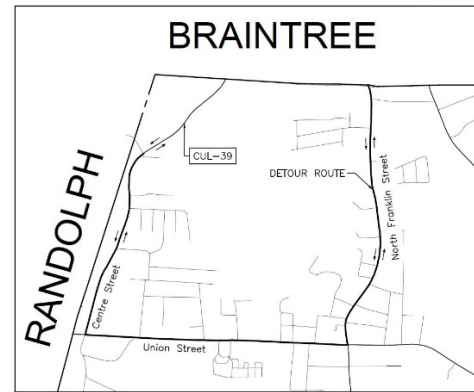 BRAINTREE
RANDOLPH
CUL-39
DETOUR ROUTE
North Franklin Street
Centre Street
Union Street